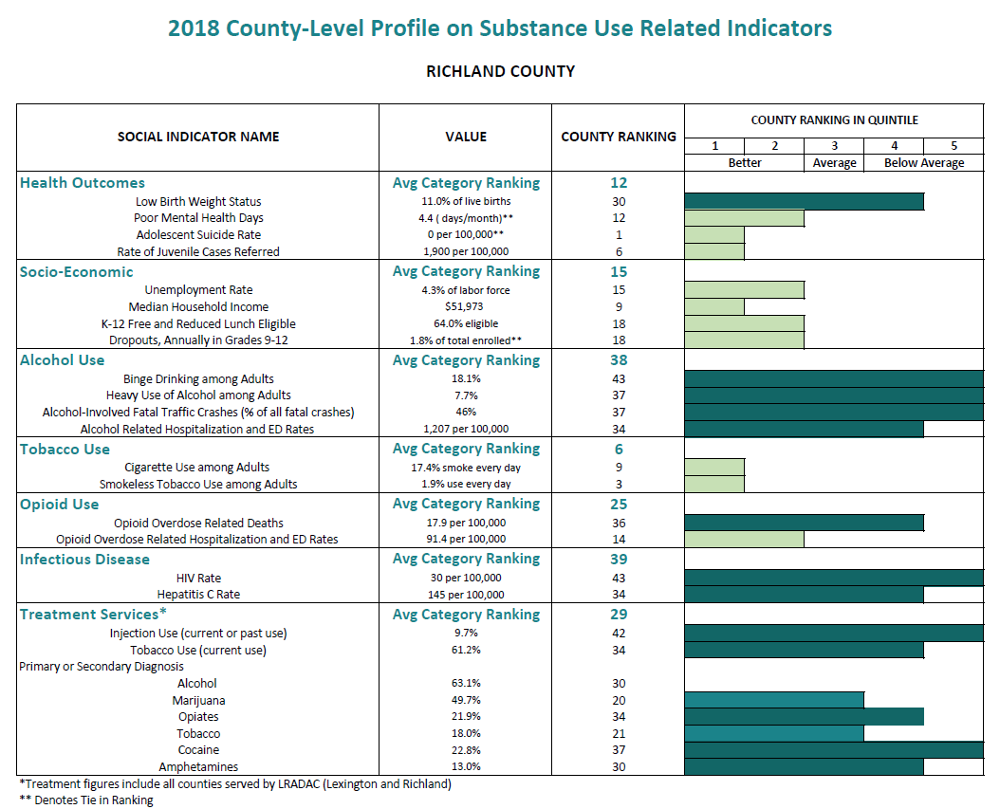 2018 County-Level Profile on Substance Use Related Indicators
RICHLAND COUNTY
SOCIAL INDICATOR NAME VALUE COUNTY RANKING COUNTY RANKING IN QUINTILE
1 2 3 4 5
Better Average Below Average
Health Outcomes Avg Category Ranking 12
Low Birth Weight Status 11.0% of live births 30
Poor Mental Health Days 4.4 ( days/month)** 12
Adolescent Suicide Rate 0 per 100,000** 1
Rate of Juvenile Cases Referred 1,900 per 100,000 6
Socio-Economic Avg Category Ranking 15
Unemployment Rate 4.3% of labor force 15
Median Household Income $51,973 9
K-12 Free and Reduced Lunch Eligible 64.0% eligible 18
Dropouts, Annually in Grades 9-12 1.8% of total enrolled** 18
Alcohol Use Avg Category Ranking 38
Binge Drinking among Adults 18.1% 43
Heavy Use of Alcohol among Adults 7.7% 37
Alcohol-Involved Fatal Traffic Crashes (% of all fatal crashes) 46% 37
Alcohol Related Hospitalization and ED Rates 1,207 per 100,000 34
Tobacco Use Avg Category Ranking 6
Cigarette Use among Adults 17.4% smoke every day 9
Smokeless Tobacco Use among Adults 1.9% use every day 3
Opioid Use Avg Category Ranking 25
Opioid Overdose Related Deaths 17.9 per 100,000 36
Opioid Overdose Related Hospitalization and ED Rates 91.4 per 100,000 14
Infectious Disease Avg Category Ranking 39
HIV Rate 30 per 100,000 43
Hepatitis C Rate 145 per 100,000 34
Treatment Services* Avg Category Ranking 29
Injection Use (current or past use) 9.7% 42
Tobacco Use (current use) 61.2% 34
Primary or Secondary Diagnosis
Alcohol 63.1% 30
Marijuana 49.7% 20
Opiates 21.9% 34
Tobacco 18.0% 21
Cocaine 22.8% 37
Amphetamines 13.0% 30
*Treatment figures include all counties served by LRADAC (Lexington and Richland)
** Denotes Tie in Ranking